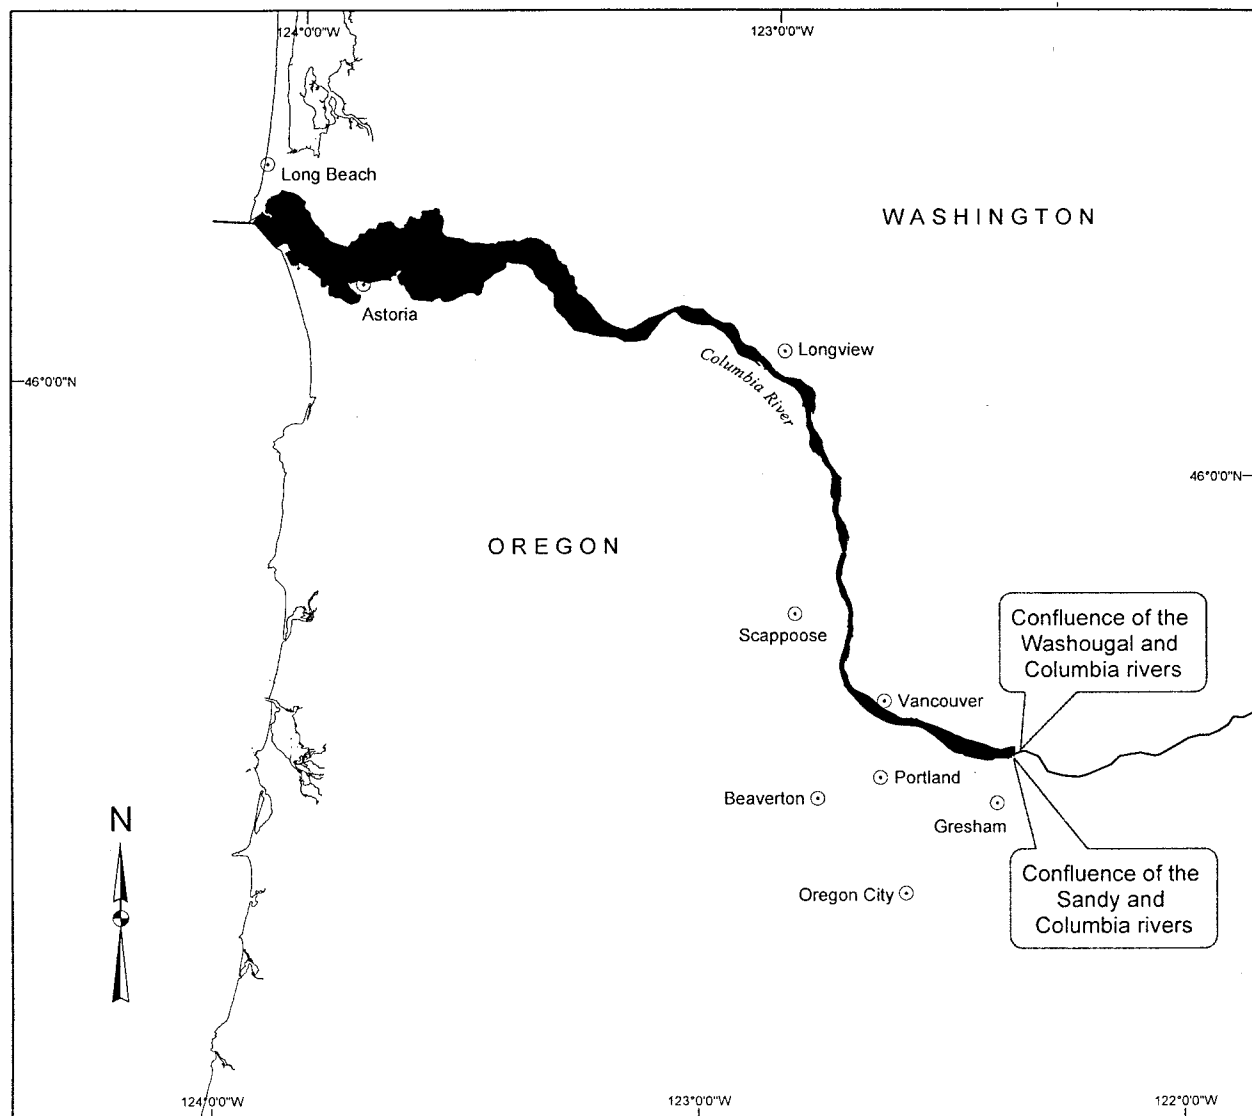 124°0'0"W
123°0'0"W
Long Beach
WASHINGTON
Astoria
Longview
Columbia River
46°0'0"N
46°0'0"N
OREGON
Scappoose
Confluence of the
Washougal and
Columbia rivers
Vancouver
Portland
Beaverton
Gresham
N
Confluence of the
Sandy and
Columbia rivers
Oregon City
124°0'0"W
123°0'0"W
122°0'0"W